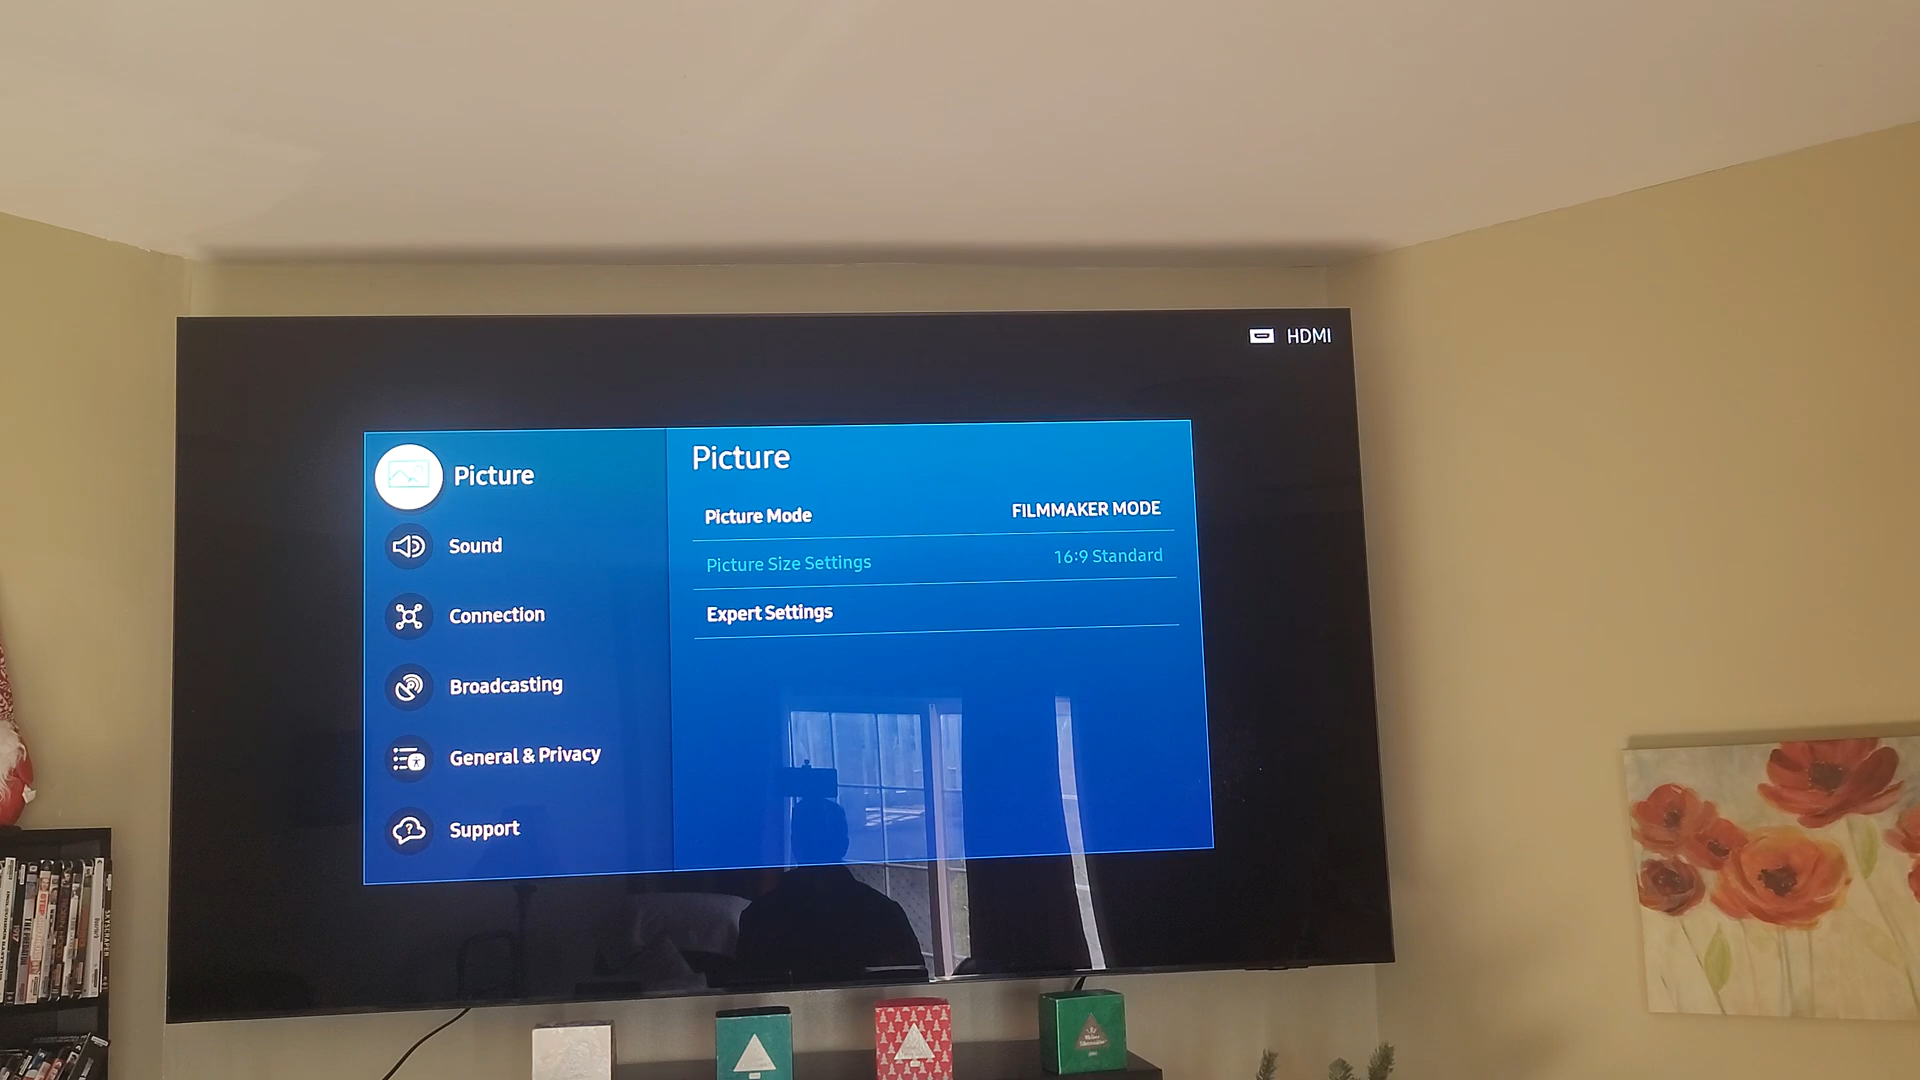 HDMI
Picture
Sound
Connection
Broadcasting
General & Privacy
Support
Picture
Picture Mode FILMMAKER MODE
Picture Size Settings 16:9 Standard
Expert Settings
SKYSCRAPER